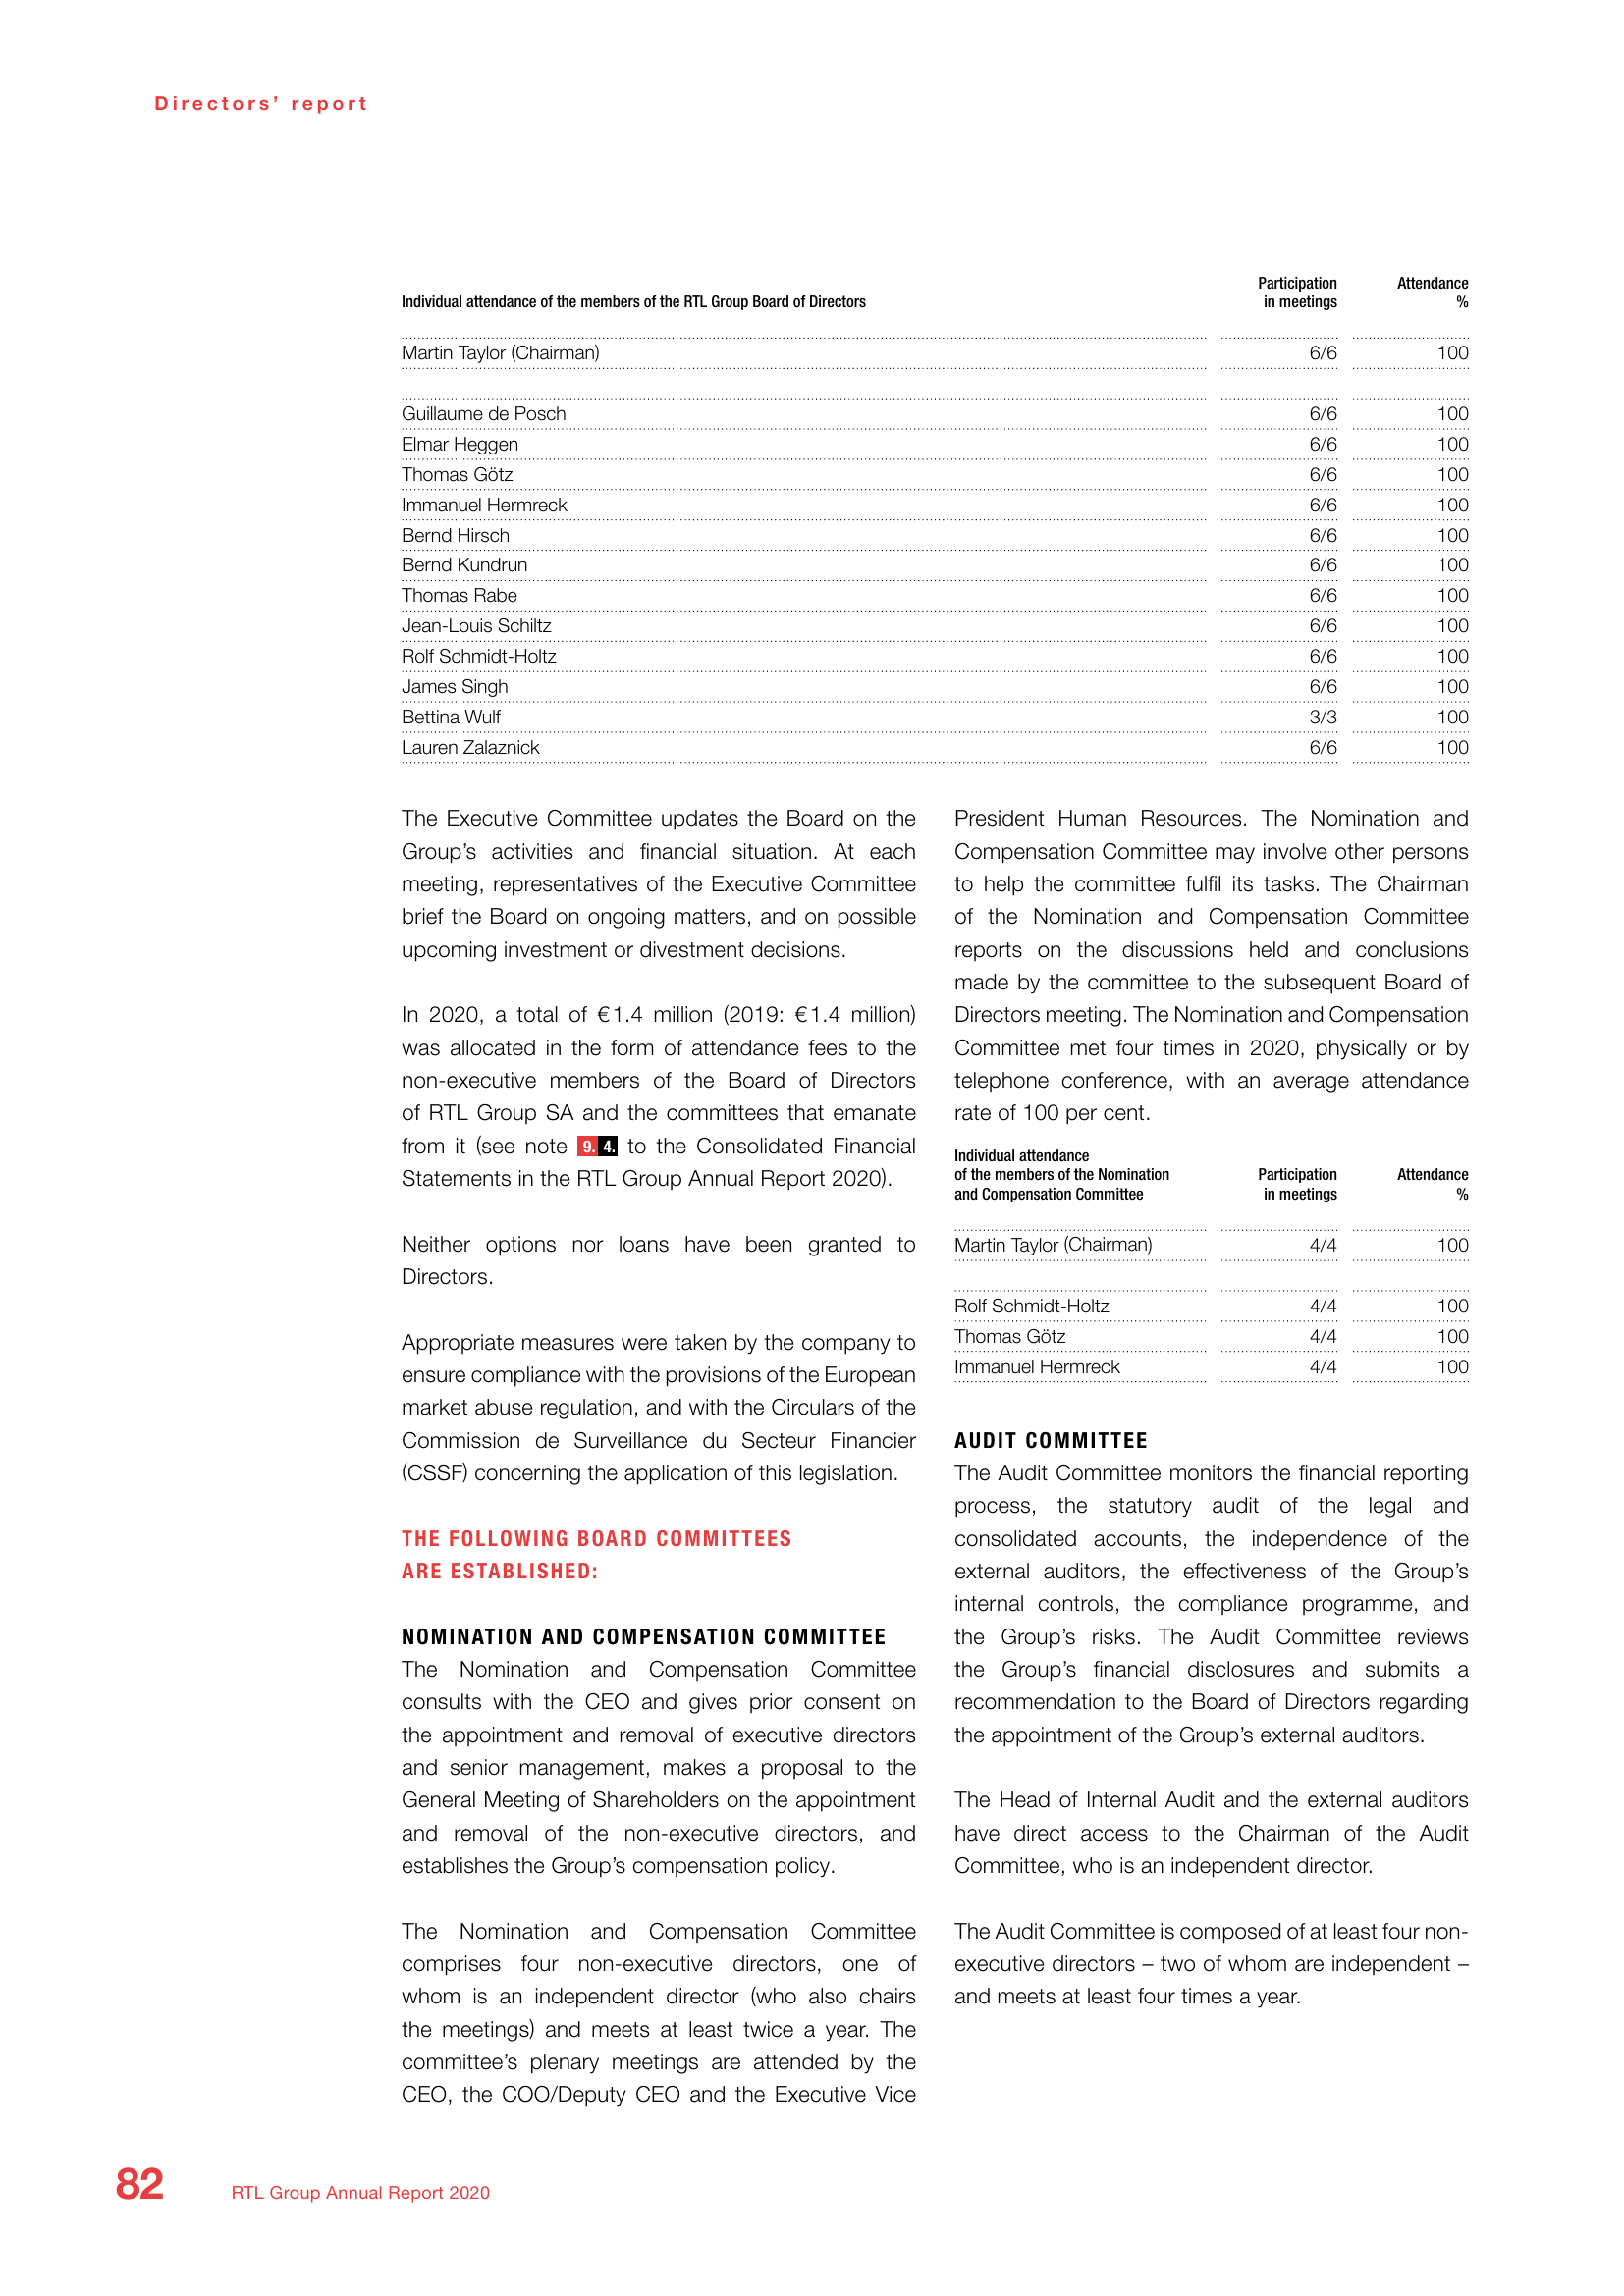 Directors' report
Individual attendance of the members of the RTL Group Board of Directors
Participation
in meetings
Attendance
%
Martin Taylor (Chairman) 6/6 100
Guillaume de Posch 6/6 100
Elmar Heggen 6/6 100
Thomas Götz 6/6 100
Immanuel Hermreck 6/6 100
Bernd Hirsch 6/6 100
Bernd Kundrun 6/6 100
Thomas Rabe 6/6 100
Jean-Louis Schiltz 6/6 100
Rolf Schmidt-Holtz 6/6 100
James Singh 6/6 100
Bettina Wulf 3/3 100
Lauren Zalaznick 6/6 100
The Executive Committee updates the Board on the
Group's activities and financial situation. At each
meeting, representatives of the Executive Committee
brief the Board on ongoing matters, and on possible
upcoming investment or divestment decisions.
In 2020, a total of €1.4 million (2019: €1.4 million)
was allocated in the form of attendance fees to the
non-executive members of the Board of Directors
of RTL Group SA and the committees that emanate
from it (see note 9. 4. to the Consolidated Financial
Statements in the RTL Group Annual Report 2020).
Neither options nor loans have been granted to
Directors.
Appropriate measures were taken by the company to
ensure compliance with the provisions of the European
market abuse regulation, and with the Circulars of the
Commission de Surveillance du Secteur Financier
(CSSF) concerning the application of this legislation.
THE FOLLOWING BOARD COMMITTEES
ARE ESTABLISHED:
NOMINATION AND COMPENSATION COMMITTEE
The Nomination and Compensation Committee
consults with the CEO and gives prior consent on
the appointment and removal of executive directors
and senior management, makes a proposal to the
General Meeting of Shareholders on the appointment
and removal of the non-executive directors, and
establishes the Group's compensation policy.
The Nomination and Compensation Committee
comprises four non-executive directors, one of
whom is an independent director (who also chairs
the meetings) and meets at least twice a year. The
committee's plenary meetings are attended by the
CEO, the COO/Deputy CEO and the Executive Vice
President Human Resources. The Nomination and
Compensation Committee may involve other persons
to help the committee fulfil its tasks. The Chairman
of the Nomination and Compensation Committee
reports on the discussions held and conclusions
made by the committee to the subsequent Board of
Directors meeting. The Nomination and Compensation
Committee met four times in 2020, physically or by
telephone conference, with an average attendance
rate of 100 per cent.
Individual attendance
of the members of the Nomination
and Compensation Committee
Participation
in meetings
Attendance
%
Martin Taylor (Chairman) 4/4 100
Rolf Schmidt-Holtz 4/4 100
Thomas Götz 4/4 100
Immanuel Hermreck 4/4 100
AUDIT COMMITTEE
The Audit Committee monitors the financial reporting
process, the statutory audit of the legal and
consolidated accounts, the independence of the
external auditors, the effectiveness of the Group's
internal controls, the compliance programme, and
the Group's risks. The Audit Committee reviews
the Group's financial disclosures and submits a
recommendation to the Board of Directors regarding
the appointment of the Group's external auditors.
The Head of Internal Audit and the external auditors
have direct access to the Chairman of the Audit
Committee, who is an independent director.
The Audit Committee is composed of at least four non-
executive directors – two of whom are independent –
and meets at least four times a year.
82
RTL Group Annual Report 2020